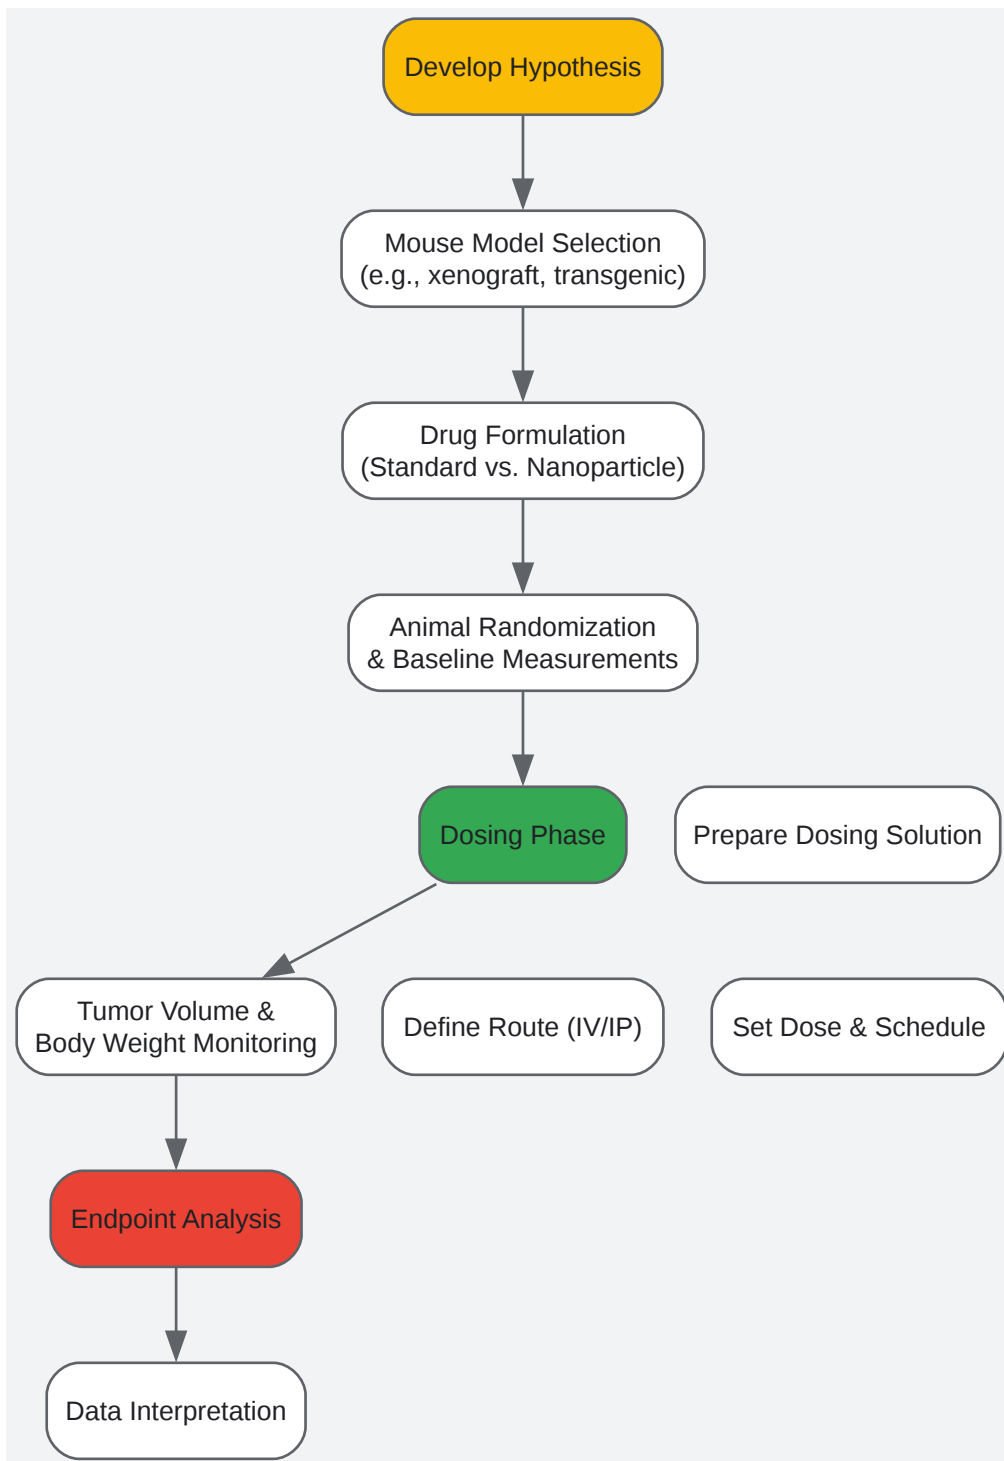 Develop Hypothesis
Mouse Model Selection
(e.g., xenograft, transgenic)
Drug Formulation
(Standard vs. Nanoparticle)
Animal Randomization
& Baseline Measurements
Dosing Phase
Prepare Dosing Solution
Tumor Volume &
Body Weight Monitoring
Define Route (IV/IP)
Set Dose & Schedule
Endpoint Analysis
Data Interpretation